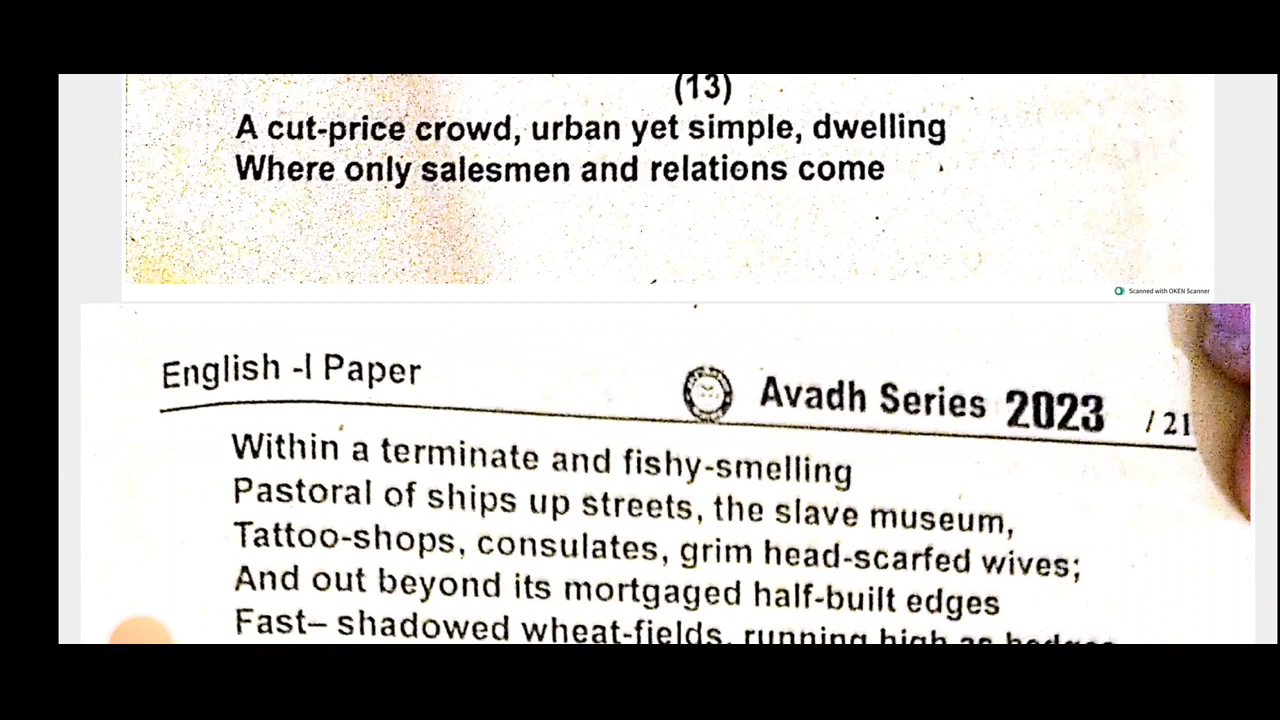 (13)
A cut-price crowd, urban yet simple, dwelling
Where only salesmen and relations come
Scanned with OKEN Scanner
English -I Paper
Avadh Series 2023 / 21
Within a terminate and fishy-smelling
Pastoral of ships up streets, the slave museum,
Tattoo-shops, consulates, grim head-scarfed wives;
And out beyond its mortgaged half-built edges
Fast– shadowed wheat-fields, running high as